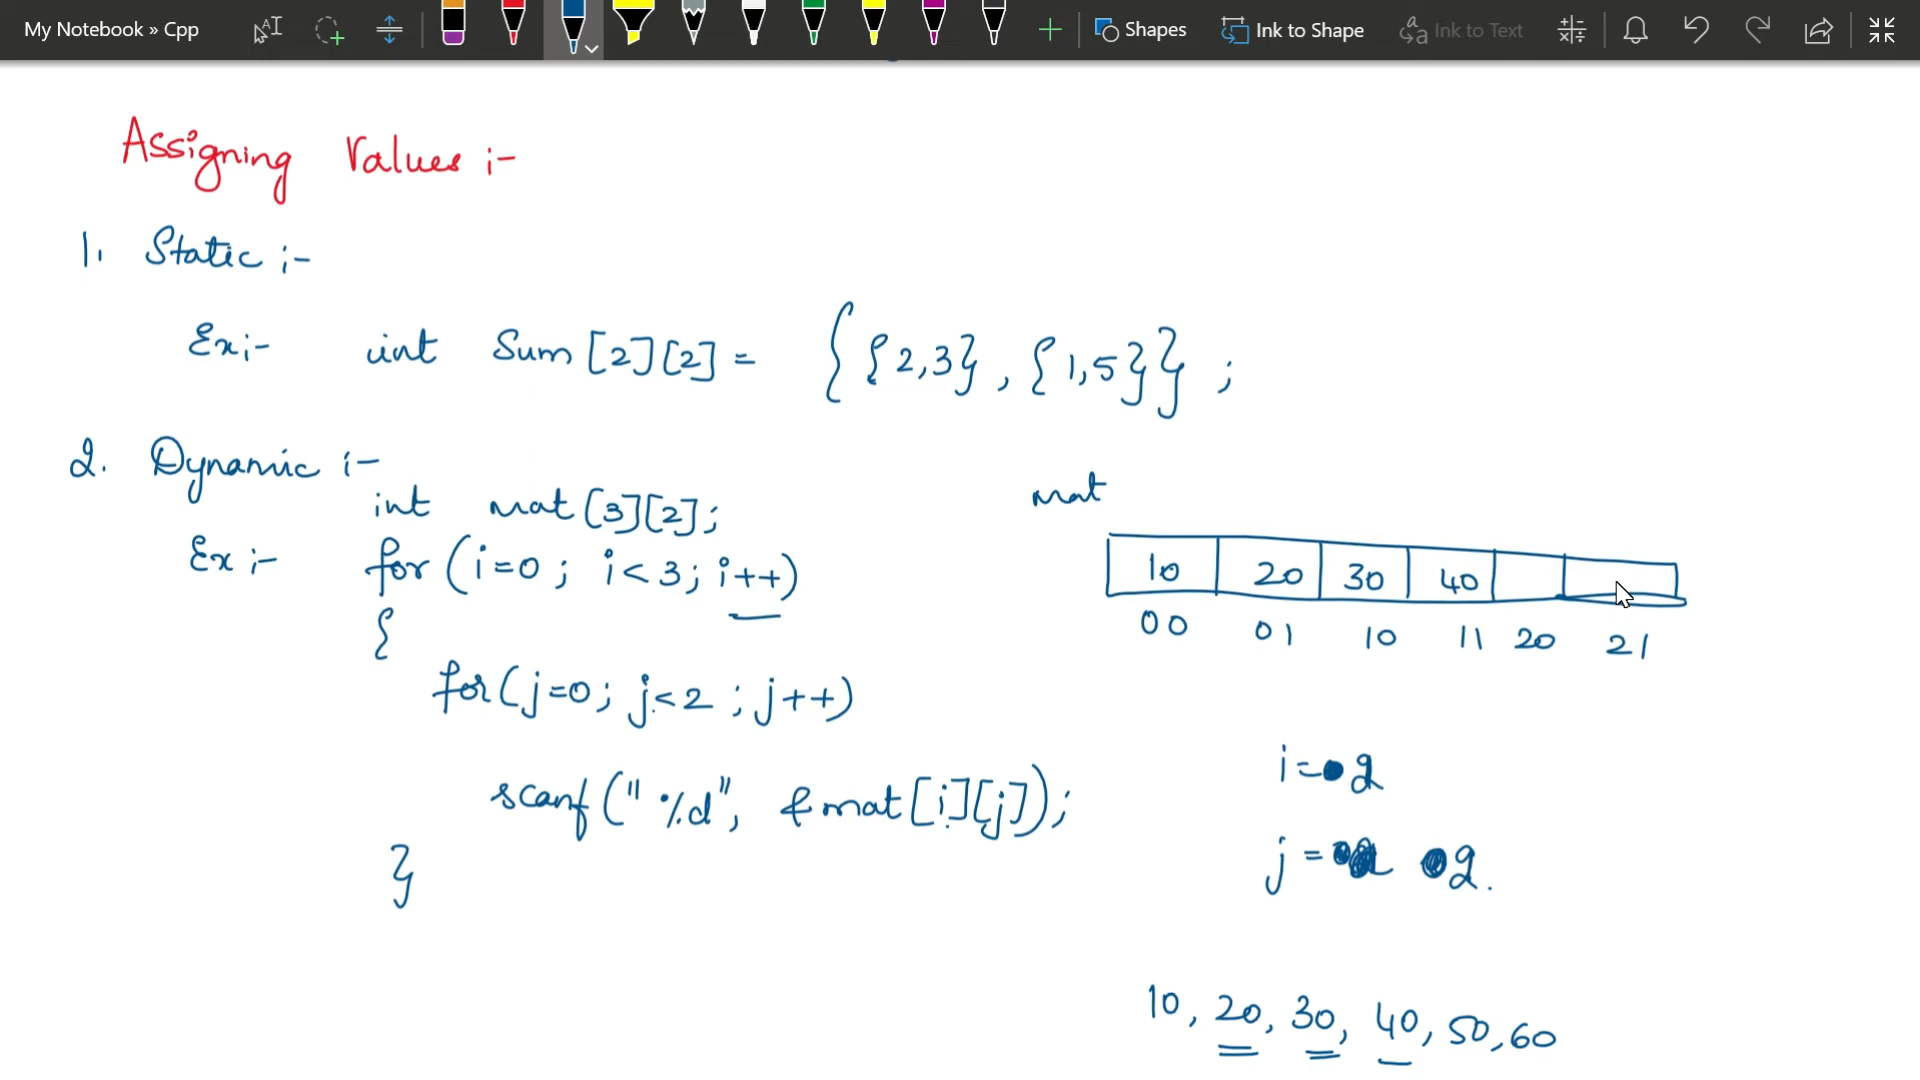 My Notebook » Cpp
Shapes
Ink to Shape
Ink to Text
Assigning Values :-
1. Static :-
Ex:- int Sum[2][2] = {{2,3}, {1,5}} ;
2. Dynamic :-
int mat[3][2];
Ex :- for (i=0 ; i<3; i++)
{
for(j=0; j<2 ; j++)
scanf("%d", &mat[i][j]);
}
mat
10 20 30 40
00 01 10 11 20 21
i= 2
j = 2.
10, 20, 30, 40, 50, 60